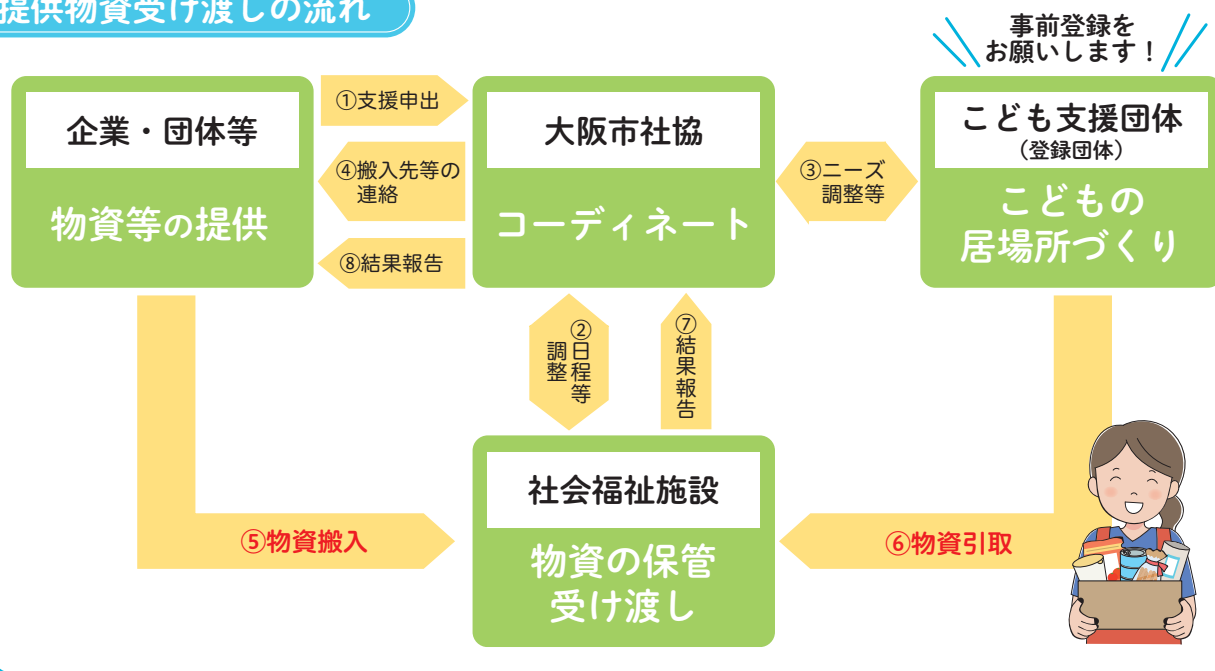 提供物資受け渡しの流れ
事前登録を
お願いします！
企業・団体等
物資等の提供
①支援申出
④搬入先等の
連絡
⑧結果報告
大阪市社協
コーディネート
③ニーズ
調整等
こども支援団体
（登録団体）
こどもの
居場所づくり
②日程等
調整
⑦結果報告
社会福祉施設
物資の保管
受け渡し
⑤物資搬入
⑥物資引取